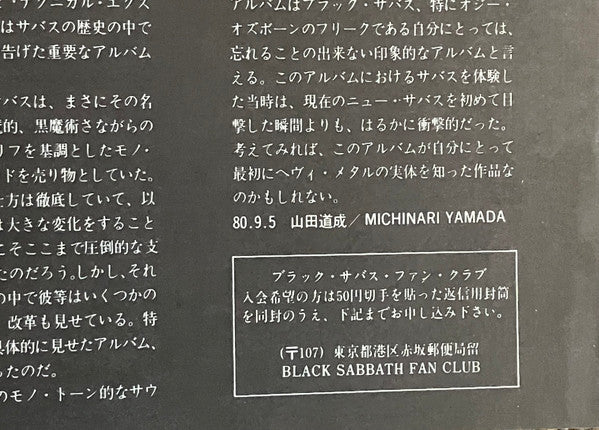 ・テクニカル・エクス
はサバスの歴史の中で
告げた重要なアルバム
バスは、まさにその名
的、黒魔術さながらの
リフを基調としたモノ・
ドを売り物としていた。
方は徹底していて、以
は大きな変化をすること
こそここまで圧倒的な支
たのだろう。しかし、それ
の中で彼等はいくつかの
改革も見せている。特
具体的に見せたアルバム、
ったのだ。
のモノ・トーン的なサウ
アルバムはブラック・サバス、特にオジー・
オズボーンのフリークである自分にとっては、
忘れることの出来ない印象的なアルバムと言
える。このアルバムにおけるサバスを体験し
た当時は、現在のニュー・サバスを初めて目
撃した瞬間よりも、はるかに衝撃的だった。
考えてみれば、このアルバムが自分にとって
最初にヘヴィ・メタルの実体を知った作品な
のかもしれない。
80.9.5 山田道成／MICHINARI YAMADA
ブラック・サバス・ファン・クラブ
入会希望の方は50円切手を貼った返信用封筒
を同封のうえ、下記までお申し込み下さい。
(〒107) 東京都港区赤坂郵便局留
BLACK SABBATH FAN CLUB